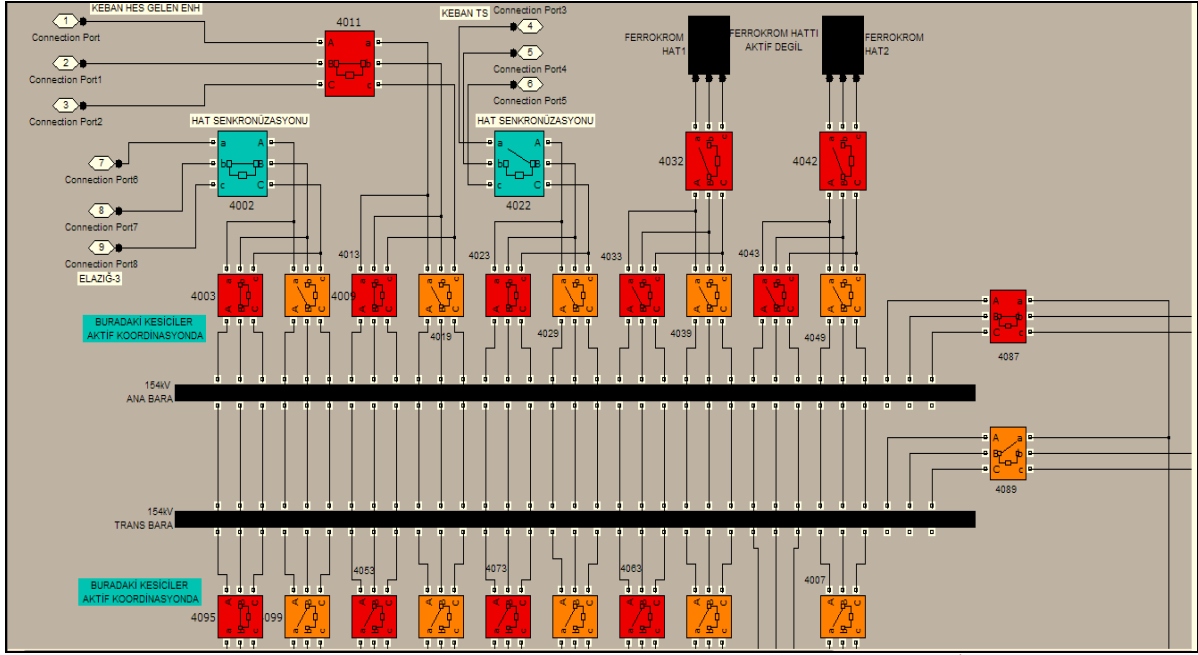 KEBAN HES GELEN ENH
1
Connection Port
2
Connection Port1
3
Connection Port2
4011
A a
B b
C c
KEBAN TS
Connection Port3
4
5
Connection Port4
6
Connection Port5
FERROKROM
HAT1
FERROKROM HATTI
AKTİF DEGİL
FERROKROM
HAT2
HAT SENKRONÜZASYONU
a A
b B
c C
4002
7
Connection Port6
8
Connection Port7
9
Connection Port8
ELAZIĞ-3
HAT SENKRONÜZASYONU
a A
b B
c C
4022
a b c
4032
A B C
a b c
4042
A B C
4013
4023
4033
4043
a b c
4003
A B C
a b c
A B C
a b c
4009
A B C
a b c
A B C
4019
a b c
A B C
a b c
A B C
4029
a b c
A B C
a b c
A B C
4039
a b c
A B C
a b c
A B C
4049
BURADAKİ KESİCİLER
AKTİF KOORDİNASYONDA
A a
B b
C c
4087
154kV
ANA BARA
A a
B b
C c
4089
154kV
TRANS BARA
BURADAKİ KESİCİLER
AKTİF KOORDİNASYONDA
4053
4073
4063
4007
A B C
4095
a b c
A B C
099
a b c
A B C
a b c
A B C
a b c
A B C
a b c
A B C
a b c
A B C
a b c
A B C
a b c
A B C
a b c